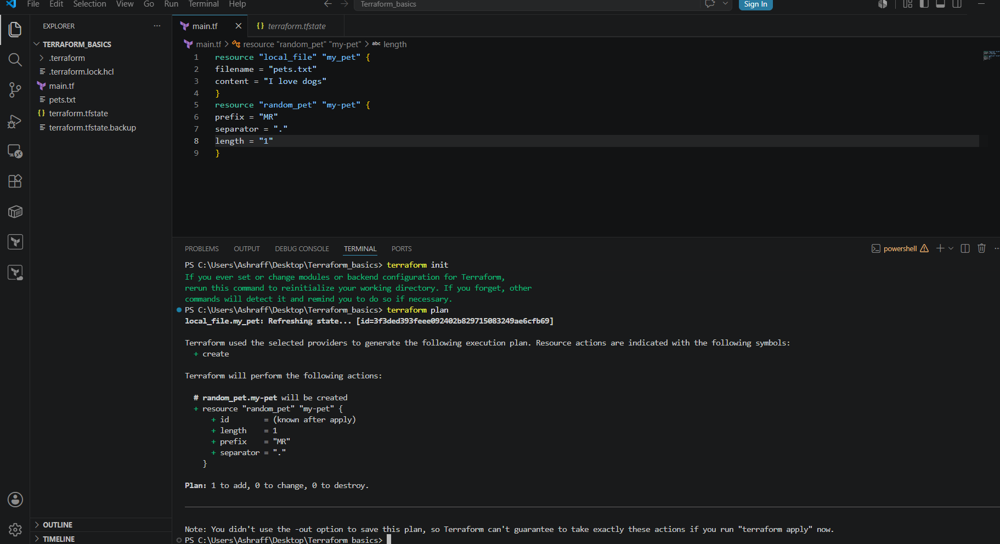 File Edit Selection View Go Run Terminal Help
Terraform_basics
Sign In
EXPLORER
TERRAFORM_BASICS
.terraform
.terraform.lock.hcl
main.tf
pets.txt
terraform.tfstate
terraform.tfstate.backup
OUTLINE
TIMELINE
main.tf
terraform.tfstate
main.tf > resource "random_pet" "my-pet" > abc length
1 resource "local_file" "my_pet" {
2 filename = "pets.txt"
3 content = "I love dogs"
4 }
5 resource "random_pet" "my-pet" {
6 prefix = "MR"
7 separator = "."
8 length = "1"
9 }
PROBLEMS OUTPUT DEBUG CONSOLE TERMINAL PORTS
powershell
PS C:\Users\Ashraff\Desktop\Terraform_basics> terraform init
If you ever set or change modules or backend configuration for Terraform,
rerun this command to reinitialize your working directory. If you forget, other
commands will detect it and remind you to do so if necessary.
PS C:\Users\Ashraff\Desktop\Terraform_basics> terraform plan
local_file.my_pet: Refreshing state... [id=3f3ded393feee092402b829715083249ae6cfb69]
Terraform used the selected providers to generate the following execution plan. Resource actions are indicated with the following symbols:
+ create
Terraform will perform the following actions:
# random_pet.my-pet will be created
+ resource "random_pet" "my-pet" {
+ id = (known after apply)
+ length = 1
+ prefix = "MR"
+ separator = "."
}
Plan: 1 to add, 0 to change, 0 to destroy.
Note: You didn't use the -out option to save this plan, so Terraform can't guarantee to take exactly these actions if you run "terraform apply" now.
PS C:\Users\Ashraff\Desktop\Terraform_basics>